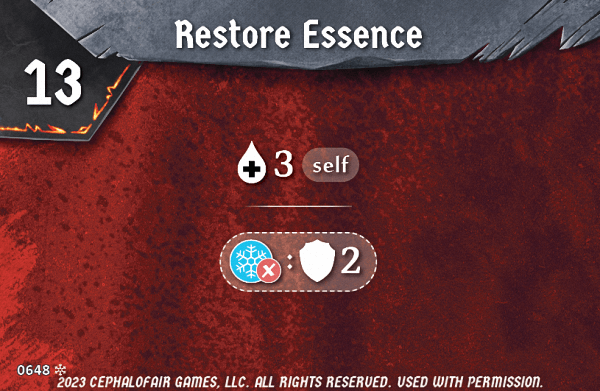 Restore Essence
13
3 self
: 2
0648
2023 CEPHALOFAIR GAMES, LLC. ALL RIGHTS RESERVED. USED WITH PERMISSION.